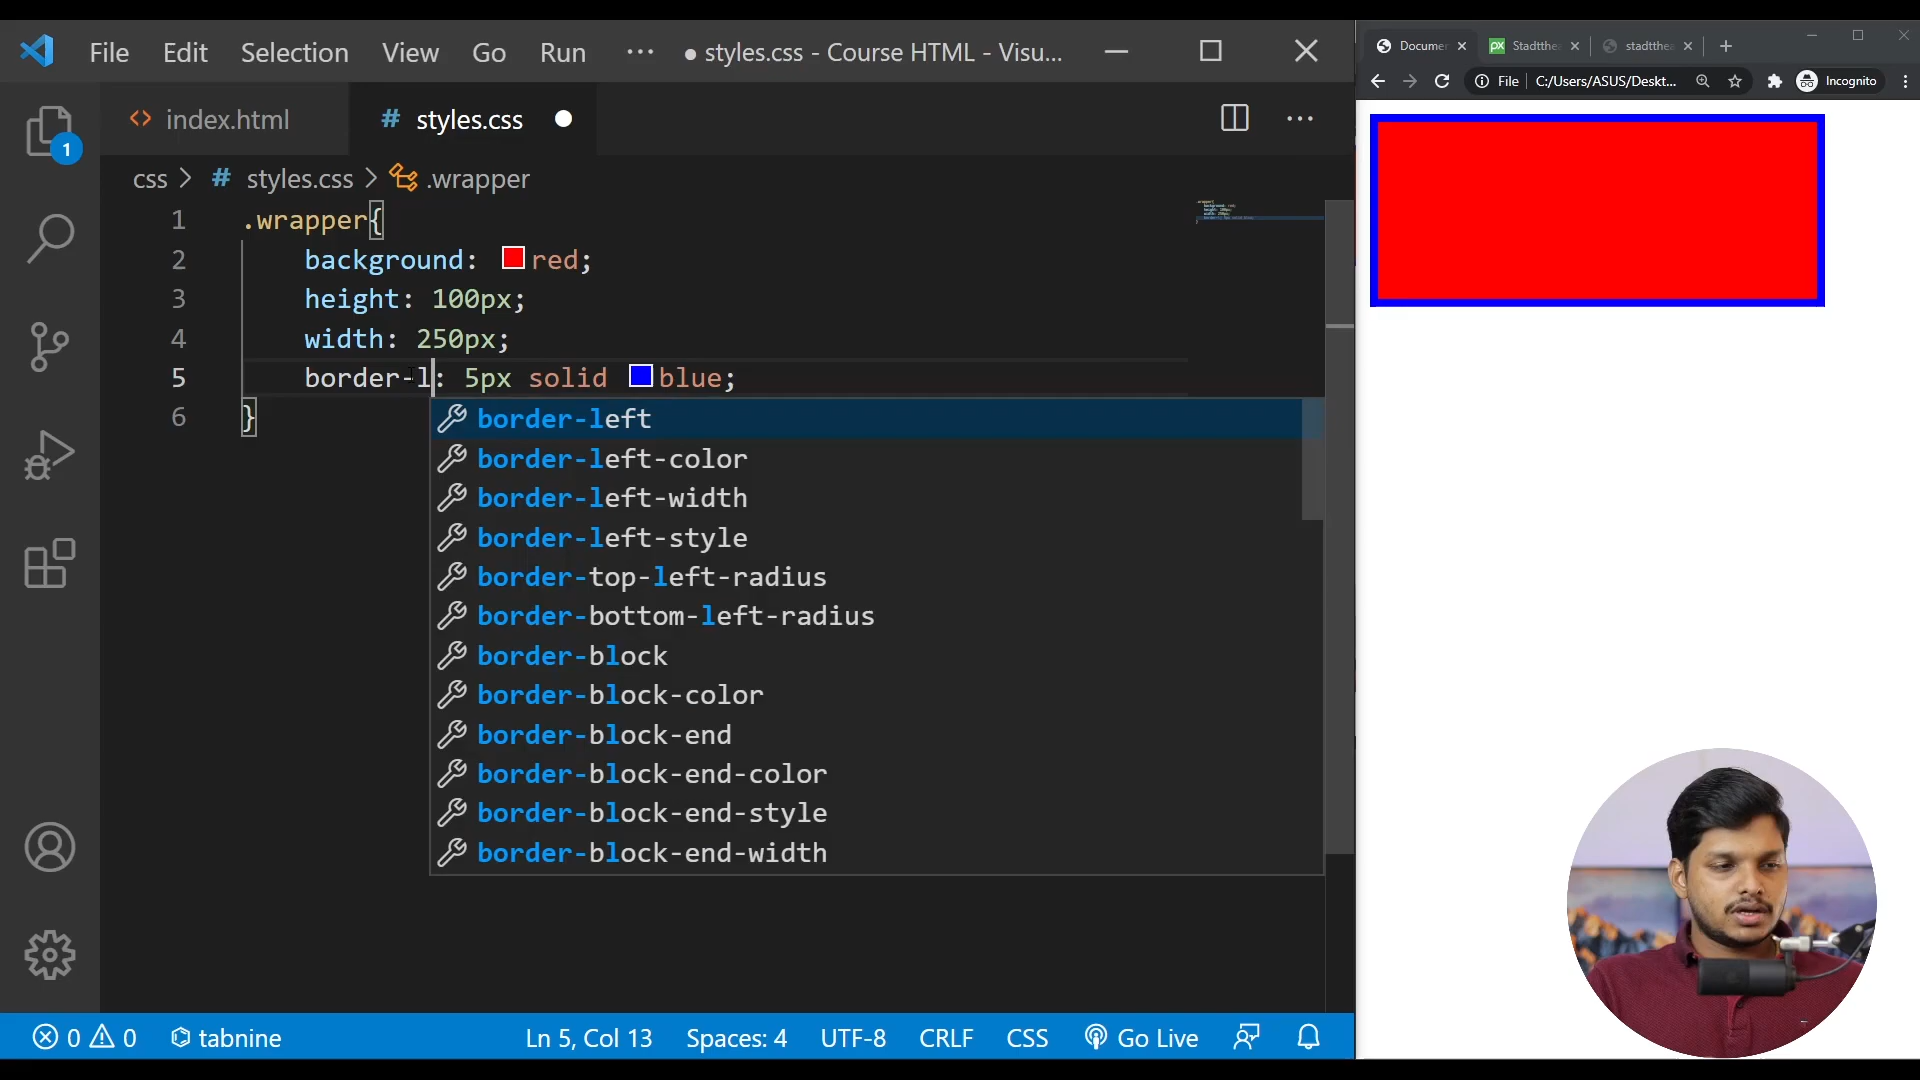 File Edit Selection View Go Run ··· ● styles.css - Course HTML - Visu...
index.html # styles.css
css > # styles.css > .wrapper
1 .wrapper{
2 background: red;
3 height: 100px;
4 width: 250px;
5 border-l: 5px solid blue;
6 }
border-left
border-left-color
border-left-width
border-left-style
border-top-left-radius
border-bottom-left-radius
border-block
border-block-color
border-block-end
border-block-end-color
border-block-end-style
border-block-end-width
1
0 0 tabnine Ln 5, Col 13 Spaces: 4 UTF-8 CRLF CSS Go Live
Documen px Stadtthe stadtthea
File C:/Users/ASUS/Deskt... Incognito